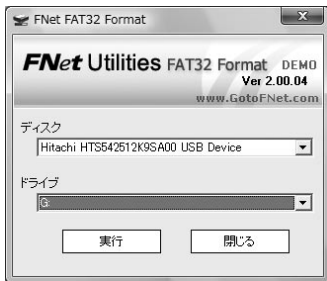 FNet FAT32 Format
FNet Utilities FAT32 Format DEMO
Ver 2.00.04
www.GotoFNet.com
ディスク
Hitachi HTS542512K9SA00 USB Device
ドライブ
G:
実行
閉じる